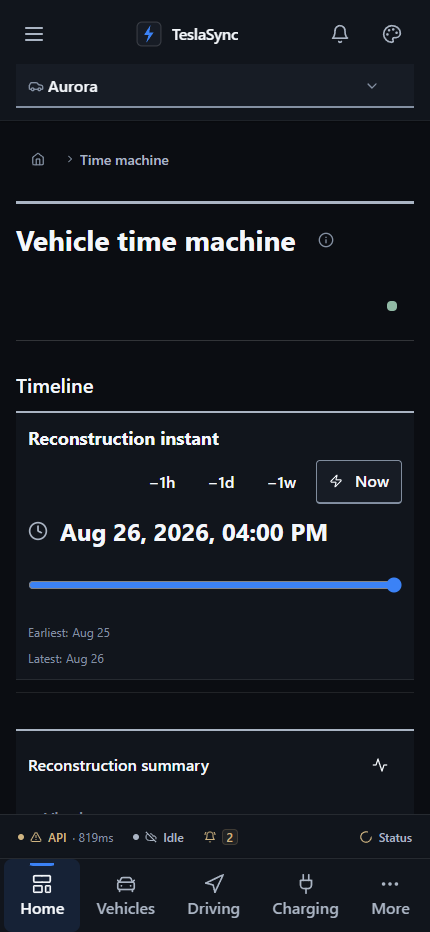 TeslaSync
Aurora
Time machine
Vehicle time machine
Timeline
Reconstruction instant
−1h −1d −1w Now
Aug 26, 2026, 04:00 PM
Earliest: Aug 25
Latest: Aug 26
Reconstruction summary
API · 819ms Idle 2 Status
Home Vehicles Driving Charging More